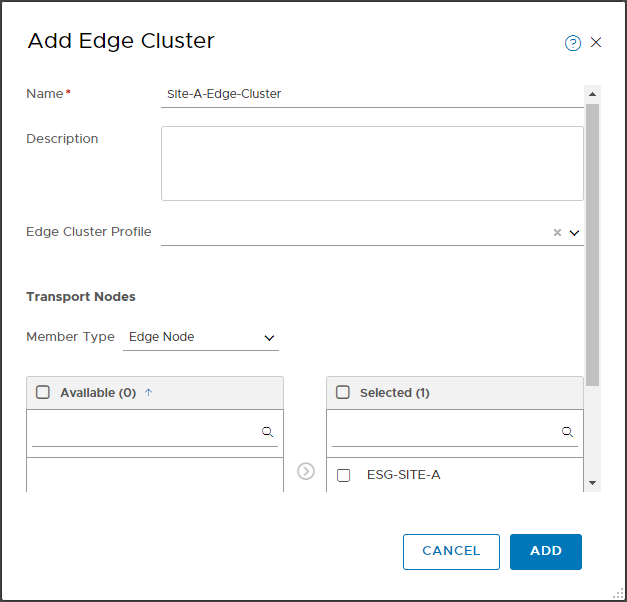 Add Edge Cluster
Name*
Site-A-Edge-Cluster
Description
Edge Cluster Profile
Transport Nodes
Member Type Edge Node
Available (0) ↑
Selected (1)
ESG-SITE-A
CANCEL
ADD